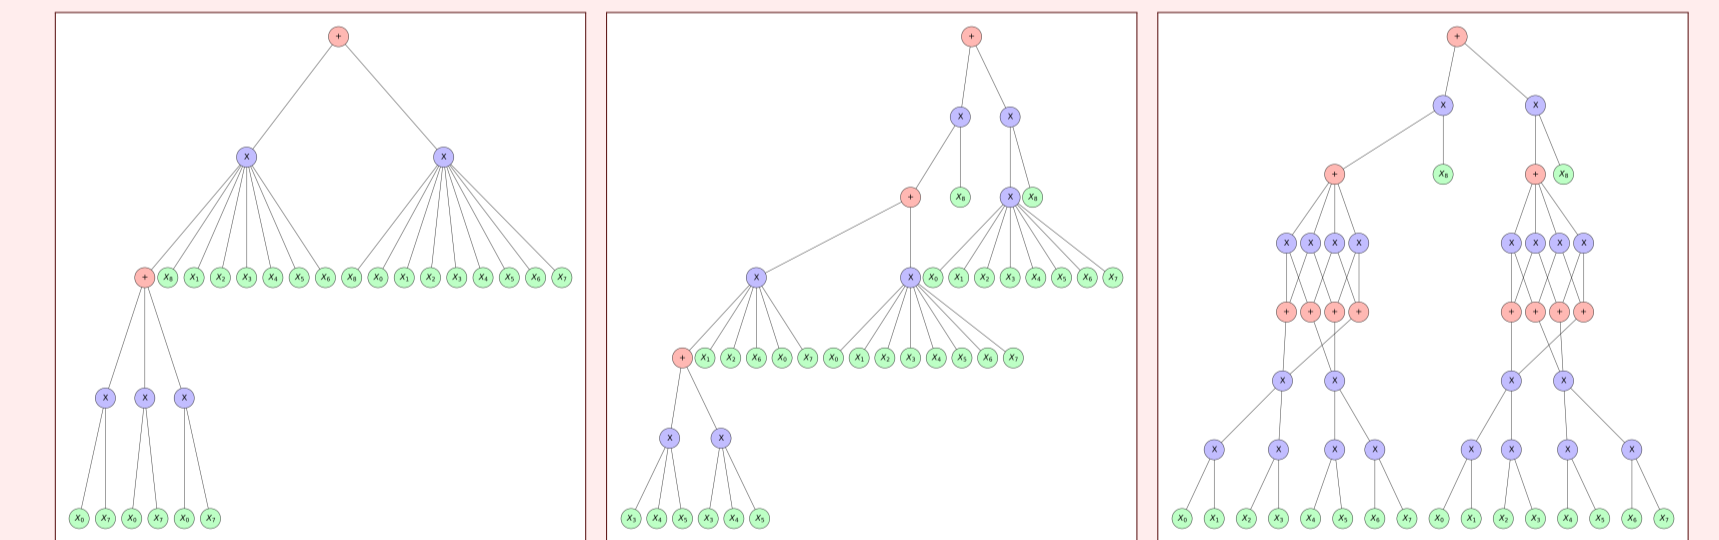 +
X X
+ X₈ X₁ X₂ X₃ X₄ X₅ X₆ X₈ X₀ X₁ X₂ X₃ X₄ X₅ X₆ X₇
X X X
X₀ X₇ X₀ X₇ X₀ X₇
+
X X
+ X₈ X X₈
X X X₀ X₁ X₂ X₃ X₄ X₅ X₆ X₇
+ X₁ X₂ X₆ X₀ X₇ X₀ X₁ X₂ X₃ X₄ X₅ X₆ X₇
X X
X₃ X₄ X₅ X₃ X₄ X₅
+
X X
+ X₈ + X₈
X X X X X X X X
+ + + + + + + +
X X X X
X X X X X X X X
X₀ X₁ X₂ X₃ X₄ X₅ X₆ X₇ X₀ X₁ X₂ X₃ X₄ X₅ X₆ X₇